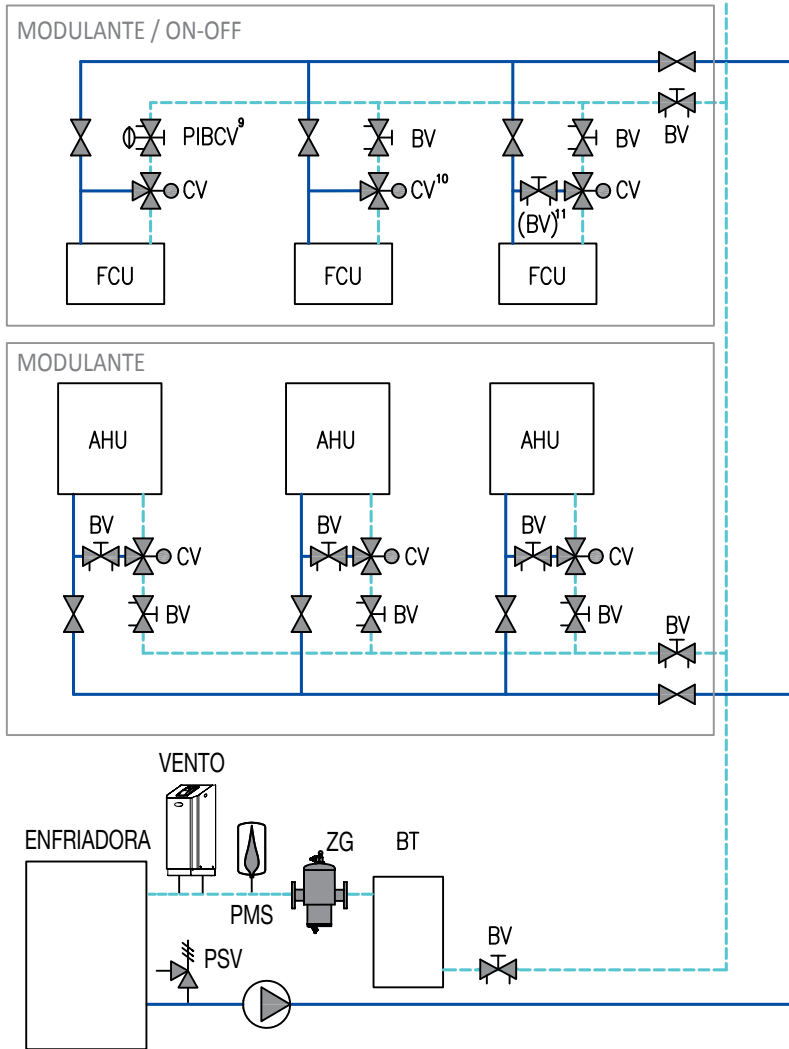 MODULANTE / ON-OFF
PIBCV⁹
BV
BV
BV
CV
CV¹⁰
CV
(BV)¹¹
FCU
FCU
FCU
MODULANTE
AHU
AHU
AHU
BV
BV
BV
CV
CV
CV
BV
BV
BV
BV
VENTO
ENFRIADORA
ZG
BT
PMS
BV
PSV